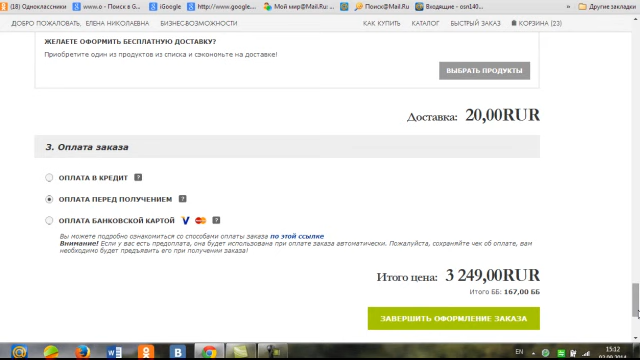 (18) Одноклассники www.o - Поиск в G... iGoogle http://www.google.... Мой мир@Mail.Ru: Поиск@Mail.Ru Входящие - osn140... » Другие закладки
ДОБРО ПОЖАЛОВАТЬ, ЕЛЕНА НИКОЛАЕВНА БИЗНЕС-ВОЗМОЖНОСТИ КАК КУПИТЬ КАТАЛОГ БЫСТРЫЙ ЗАКАЗ КОРЗИНА (23)
ЖЕЛАЕТЕ ОФОРМИТЬ БЕСПЛАТНУЮ ДОСТАВКУ?
Приобретите один из продуктов из списка и сэкономьте на доставке!
ВЫБРАТЬ ПРОДУКТЫ
Доставка: 20,00RUR
3. Оплата заказа
ОПЛАТА В КРЕДИТ ?
ОПЛАТА ПЕРЕД ПОЛУЧЕНИЕМ ?
ОПЛАТА БАНКОВСКОЙ КАРТОЙ ?
Вы можете подробно ознакомиться со способами оплаты заказа по этой ссылке
Внимание! Если у вас есть предоплата, она будет использована при оплате заказа автоматически. Пожалуйста, сохраняйте чек об оплате, вам
необходимо будет предъявить его при получении заказа!
Итого цена: 3 249,00RUR
Итого ББ: 167,00 ББ
ЗАВЕРШИТЬ ОФОРМЛЕНИЕ ЗАКАЗА
15:12
02.09.2014